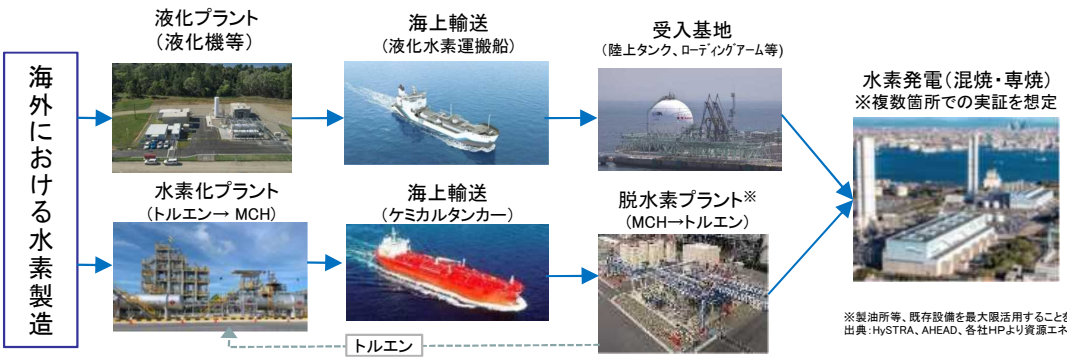 海外における水素製造
液化プラント
（液化機等）
海上輸送
（液化水素運搬船）
受入基地
（陸上タンク、ローディングアーム等）
水素発電（混焼・専焼）
※複数箇所での実証を想定
水素化プラント
（トルエン→ MCH）
海上輸送
（ケミカルタンカー）
脱水素プラント※
（MCH→トルエン）
トルエン
※製油所等、既存設備を最大限活用すること
出典：HySTRA、AHEAD、各社HPより資源エネ